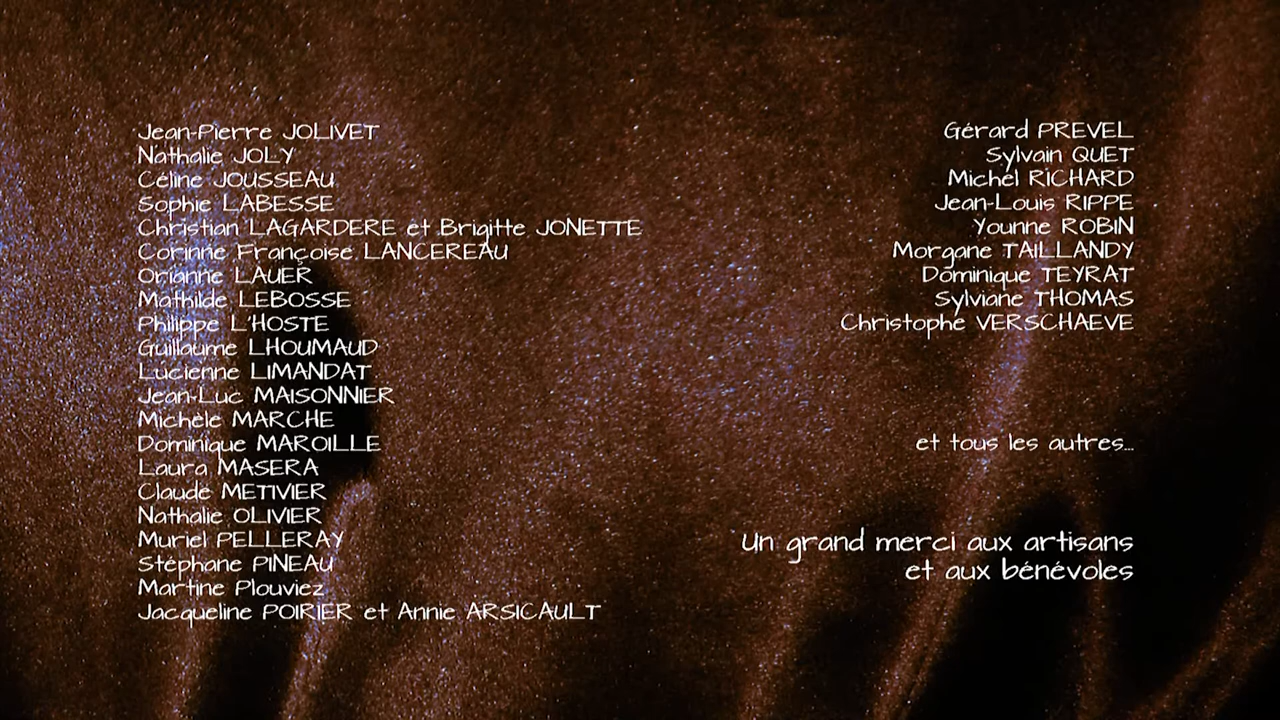 Jean-Pierre JOLIVET
Nathalie JOLY
Céline JOUSSEAU
Sophie LABESSE
Christian LAGARDERE et Brigitte JONETTE
Corinne Françoise LANCEREAU
Orianne LAUER
Mathilde LEBOSSE
Philippe L'HOSTE
Guillaume LHOUMAUD
Lucienne LIMANDAT
Jean-Luc MAISONNIER
Michèle MARCHE
Dominique MAROILLE
Laura MASERA
Claude METIVIER
Nathalie OLIVIER
Muriel PELLERAY
Stéphane PINEAU
Martine Plouviez
Jacqueline POIRIER et Annie ARSICAULT
Gérard PREVEL
Sylvain QUET
Michel RICHARD
Jean-Louis RIPPE
Younne ROBIN
Morgane TAILLANDY
Dominique TEYRAT
Sylviane THOMAS
Christophe VERSCHAEVE
et tous les autres...
Un grand merci aux artisans
et aux bénévoles